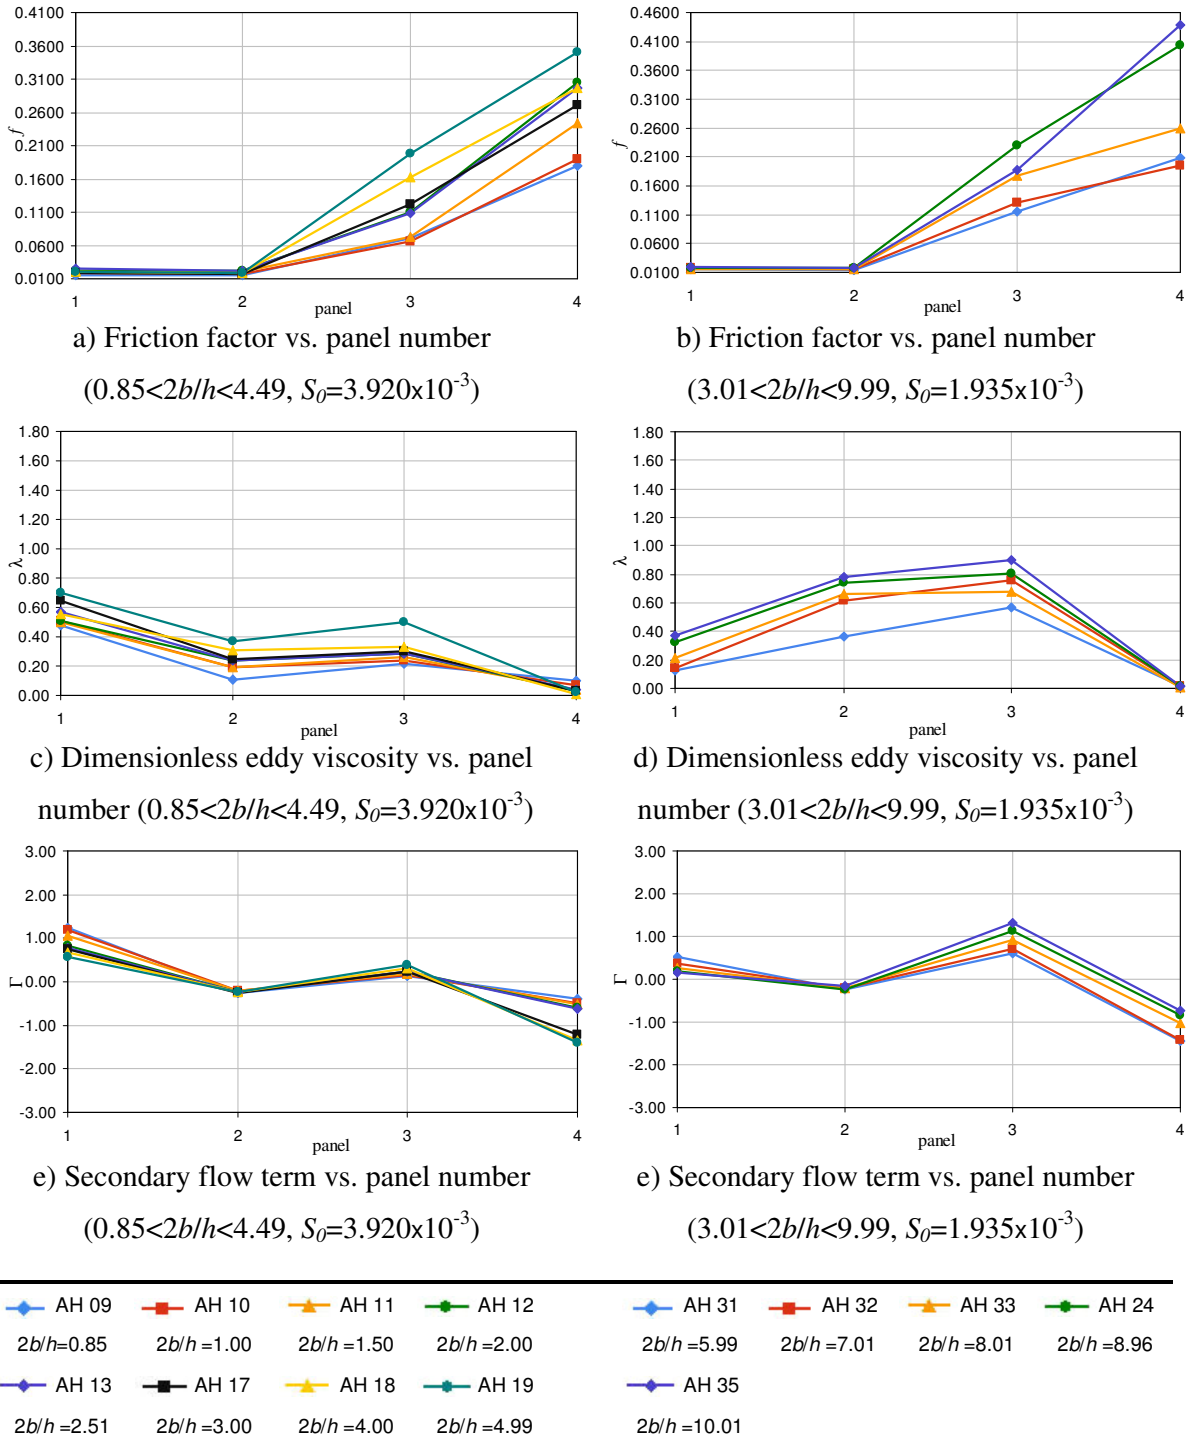 0.4100
0.3600
0.3100
0.2600
0.2100
0.1600
0.1100
0.0600
0.0100
f
1 2 3 4
panel
a) Friction factor vs. panel number
(0.85<2b/h<4.49, S0=3.920x10-3)
0.4600
0.4100
0.3600
0.3100
0.2600
0.2100
0.1600
0.1100
0.0600
0.0100
f
1 2 3 4
panel
b) Friction factor vs. panel number
(3.01<2b/h<9.99, S0=1.935x10-3)
1.80
1.60
1.40
1.20
1.00
0.80
0.60
0.40
0.20
0.00
λ
1 2 3 4
panel
c) Dimensionless eddy viscosity vs. panel
number (0.85<2b/h<4.49, S0=3.920x10-3)
1.80
1.60
1.40
1.20
1.00
0.80
0.60
0.40
0.20
0.00
λ
1 2 3 4
panel
d) Dimensionless eddy viscosity vs. panel
number (3.01<2b/h<9.99, S0=1.935x10-3)
3.00
2.00
1.00
0.00
-1.00
-2.00
-3.00
Γ
1 2 3 4
panel
e) Secondary flow term vs. panel number
(0.85<2b/h<4.49, S0=3.920x10-3)
3.00
2.00
1.00
0.00
-1.00
-2.00
-3.00
Γ
1 2 3 4
panel
e) Secondary flow term vs. panel number
(3.01<2b/h<9.99, S0=1.935x10-3)
AH 09 AH 10 AH 11 AH 12
2b/h=0.85 2b/h =1.00 2b/h =1.50 2b/h =2.00
AH 13 AH 17 AH 18 AH 19
2b/h =2.51 2b/h =3.00 2b/h =4.00 2b/h =4.99
AH 31 AH 32 AH 33 AH 24
2b/h =5.99 2b/h =7.01 2b/h =8.01 2b/h =8.96
AH 35
2b/h =10.01